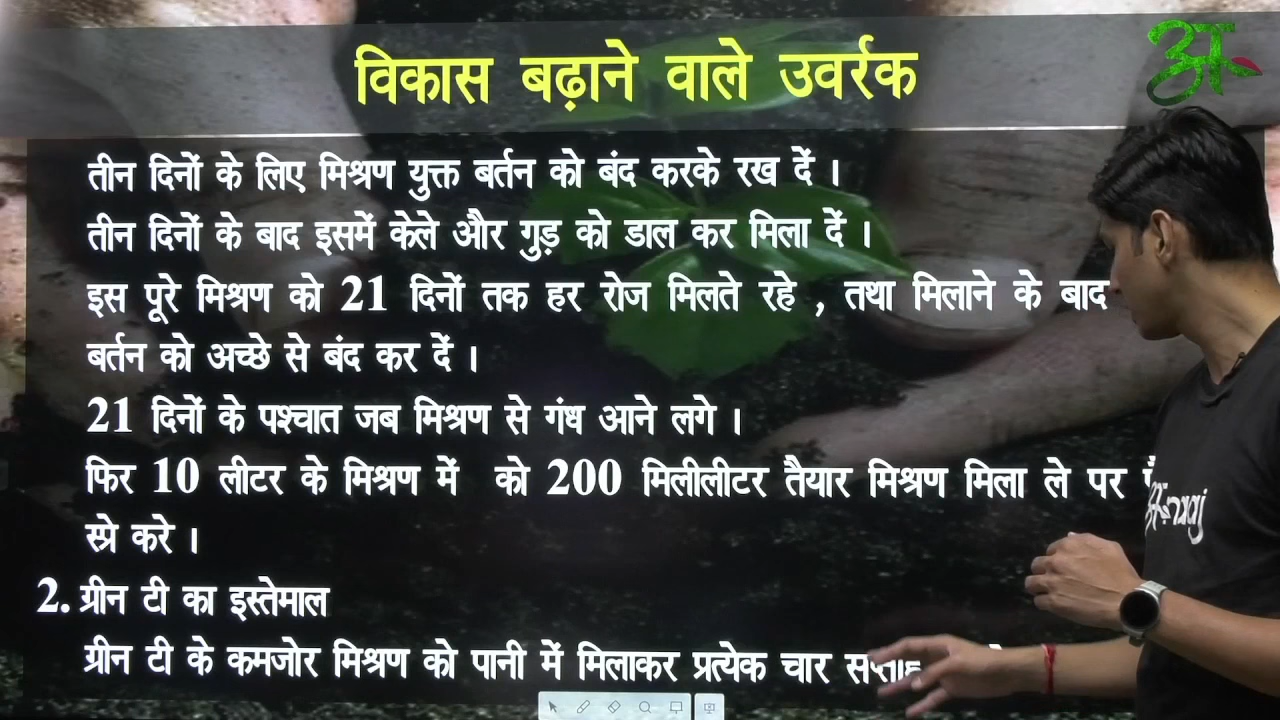 विकास बढ़ाने वाले उवर्रक
तीन दिनों के लिए मिश्रण युक्त बर्तन को बंद करके रख दें ।
तीन दिनों के बाद इसमें केले और गुड़ को डाल कर मिला दें ।
इस पूरे मिश्रण को 21 दिनों तक हर रोज मिलते रहे , तथा मिलाने के बाद
बर्तन को अच्छे से बंद कर दें ।
21 दिनों के पश्चात जब मिश्रण से गंध आने लगे ।
फिर 10 लीटर के मिश्रण में को 200 मिलीलीटर तैयार मिश्रण मिला ले पर
स्प्रे करे ।
2. ग्रीन टी का इस्तेमाल
ग्रीन टी के कमजोर मिश्रण को पानी में मिलाकर प्रत्येक चार सप्ताह